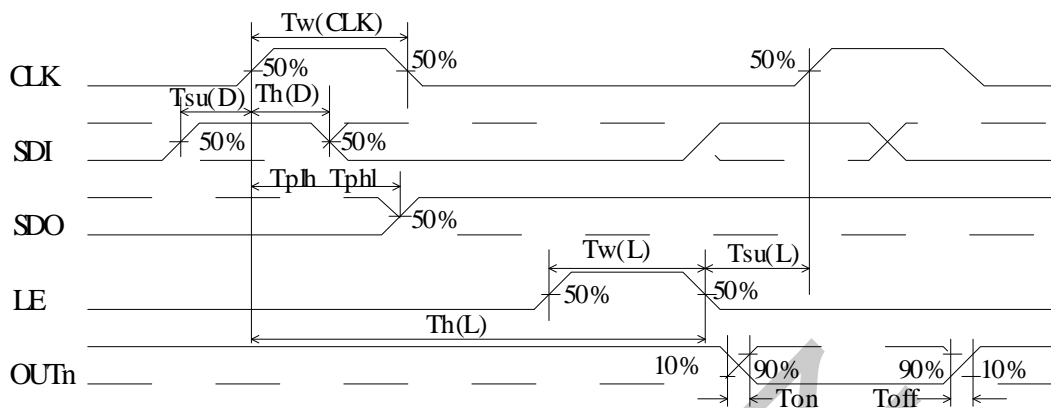 Tw(CLK)
CLK 50% 50% 50%
Tsu(D) Th(D)
SDI 50% 50%
Tplh Tphl
SDO 50%
Tw(L) Tsu(L)
LE 50% 50%
Th(L)
OUTn 10% 90% 90% 10%
Ton Toff